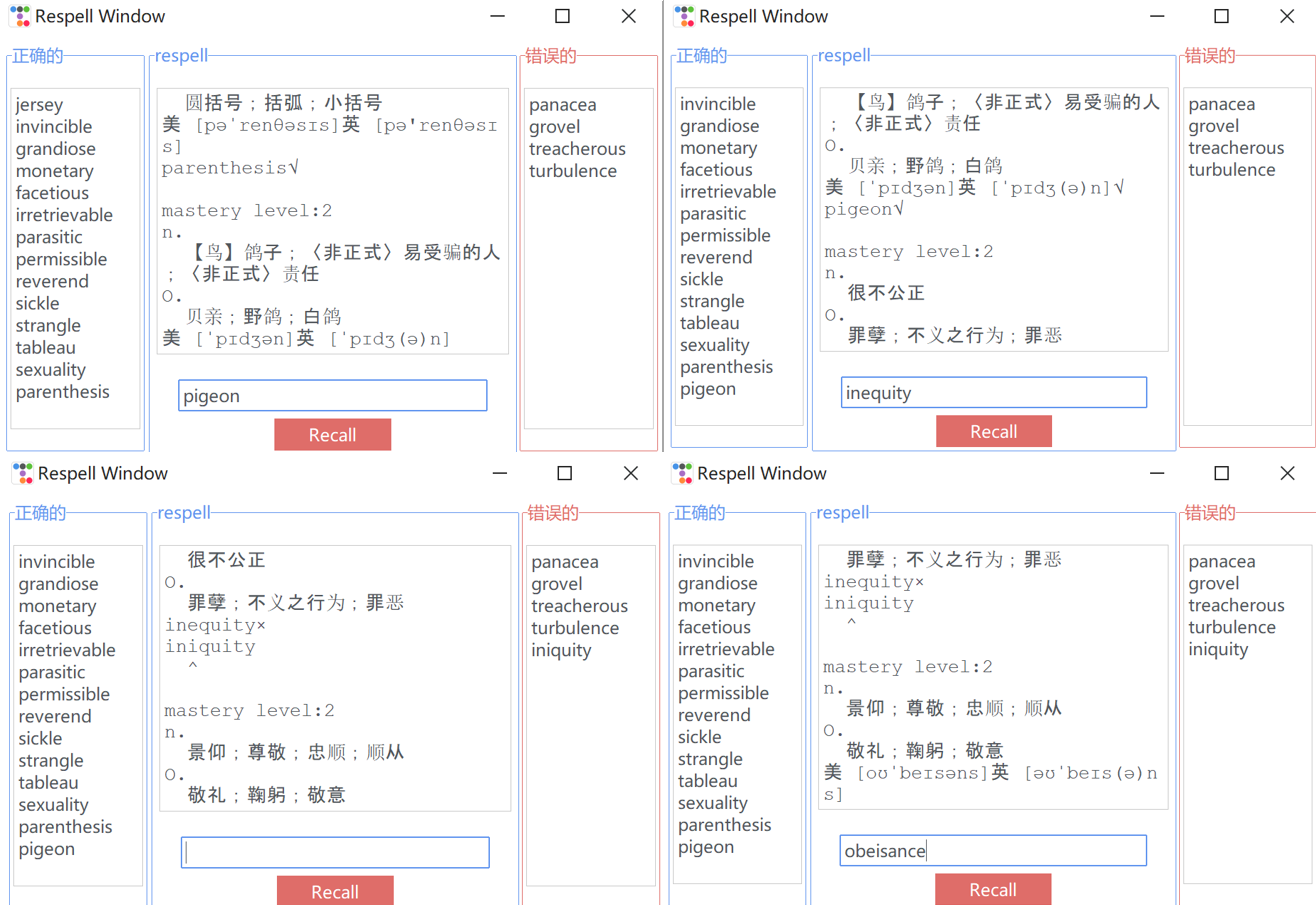 Respell Window
正确的
jersey
invincible
grandiose
monetary
facetious
irretrievable
parasitic
permissible
reverend
sickle
strangle
tableau
sexuality
parenthesis
respell
圆括号；括弧；小括号
美 [pəˈrenθəsɪs]英 [pə'renθəsɪ
s]
parenthesis√
mastery level:2
n.
【鸟】鸽子；〈非正式〉易受骗的人
；〈非正式〉责任
O.
贝亲；野鸽；白鸽
美 [ˈpɪdʒən]英 [ˈpɪdʒ(ə)n]
pigeon
Recall
错误的
panacea
grovel
treacherous
turbulence
Respell Window
正确的
invincible
grandiose
monetary
facetious
irretrievable
parasitic
permissible
reverend
sickle
strangle
tableau
sexuality
parenthesis
pigeon
respell
【鸟】鸽子；〈非正式〉易受骗的人
；〈非正式〉责任
O.
贝亲；野鸽；白鸽
美 [ˈpɪdʒən]英 [ˈpɪdʒ(ə)n]√
pigeon√
mastery level:2
n.
很不公正
O.
罪孽；不义之行为；罪恶
inequity
Recall
错误的
panacea
grovel
treacherous
turbulence
Respell Window
正确的
invincible
grandiose
monetary
facetious
irretrievable
parasitic
permissible
reverend
sickle
strangle
tableau
sexuality
parenthesis
pigeon
respell
很不公正
O.
罪孽；不义之行为；罪恶
inequity×
iniquity
^
mastery level:2
n.
景仰；尊敬；忠顺；顺从
O.
敬礼；鞠躬；敬意
Recall
错误的
panacea
grovel
treacherous
turbulence
iniquity
Respell Window
正确的
invincible
grandiose
monetary
facetious
irretrievable
parasitic
permissible
reverend
sickle
strangle
tableau
sexuality
parenthesis
pigeon
respell
罪孽；不义之行为；罪恶
inequity×
iniquity
^
mastery level:2
n.
景仰；尊敬；忠顺；顺从
O.
敬礼；鞠躬；敬意
美 [oʊˈbeɪsəns]英 [əʊˈbeɪs(ə)n
s]
obeisance
Recall
错误的
panacea
grovel
treacherous
turbulence
iniquity